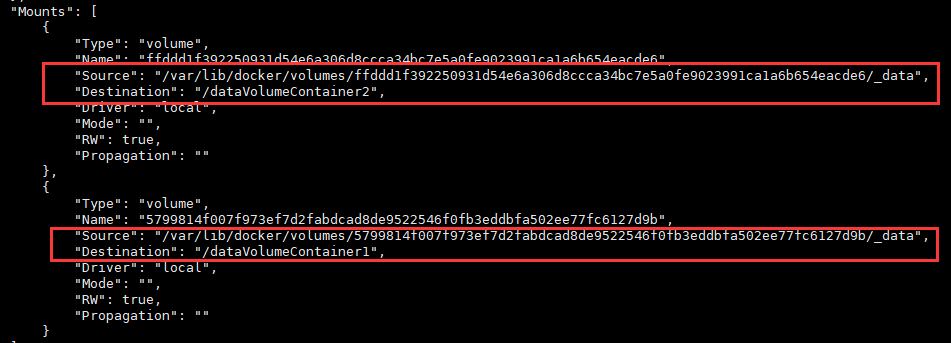 "Mounts": [
{
"Type": "volume",
"Name": "ffddd1f392250931d54e6a306d8ccca34bc7e5a0fe9023991ca1a6b654eacde6",
"Source": "/var/lib/docker/volumes/ffddd1f392250931d54e6a306d8ccca34bc7e5a0fe9023991ca1a6b654eacde6/_data",
"Destination": "/dataVolumeContainer2",
"Driver": "local",
"Mode": "",
"RW": true,
"Propagation": ""
},
{
"Type": "volume",
"Name": "5799814f007f973ef7d2fabdcad8de9522546f0fb3eddbfa502ee77fc6127d9b",
"Source": "/var/lib/docker/volumes/5799814f007f973ef7d2fabdcad8de9522546f0fb3eddbfa502ee77fc6127d9b/_data",
"Destination": "/dataVolumeContainer1",
"Driver": "local",
"Mode": "",
"RW": true,
"Propagation": ""
}